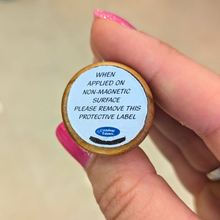 WHEN
APPLIED ON
NON-MAGNETIC
SURFACE
PLEASE REMOVE THIS
PROTECTIVE LABEL